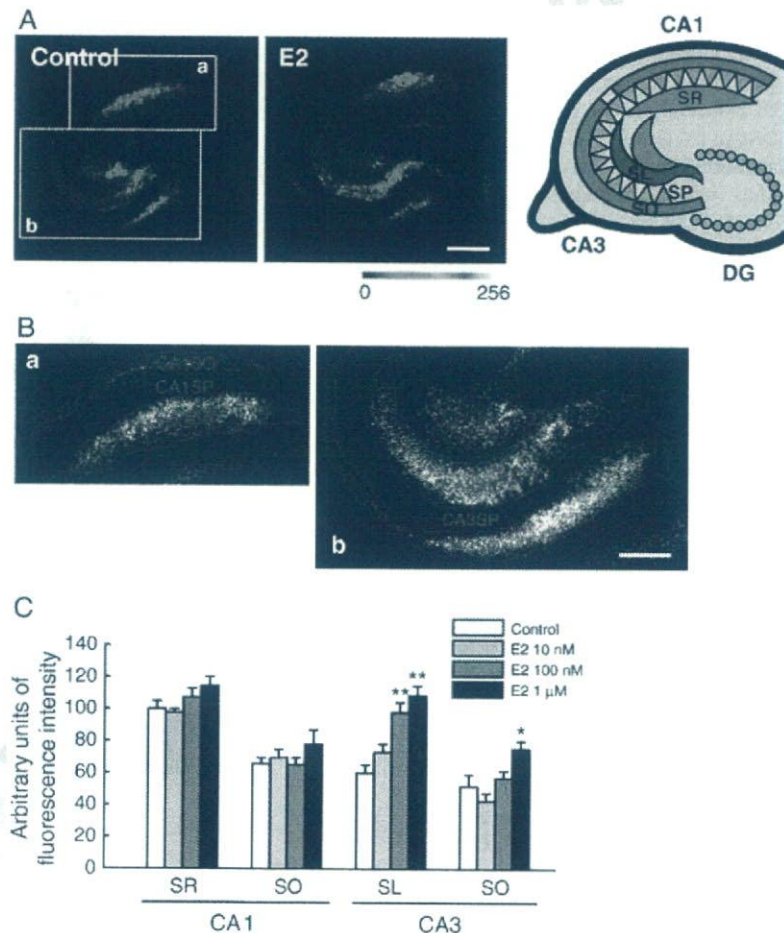 A
Control
a
b
E2
0 256
CA1
SR
SL
SP
SO
CA3
DG
B
a
CA1SO
CA1SP
CA3SP
b
C
Arbitrary units of
fluorescence intensity
140
120
100
80
60
40
20
0
Control
E2 10 nM
E2 100 nM
E2 1 μM
** ** *
SR SO SL SO
CA1 CA3